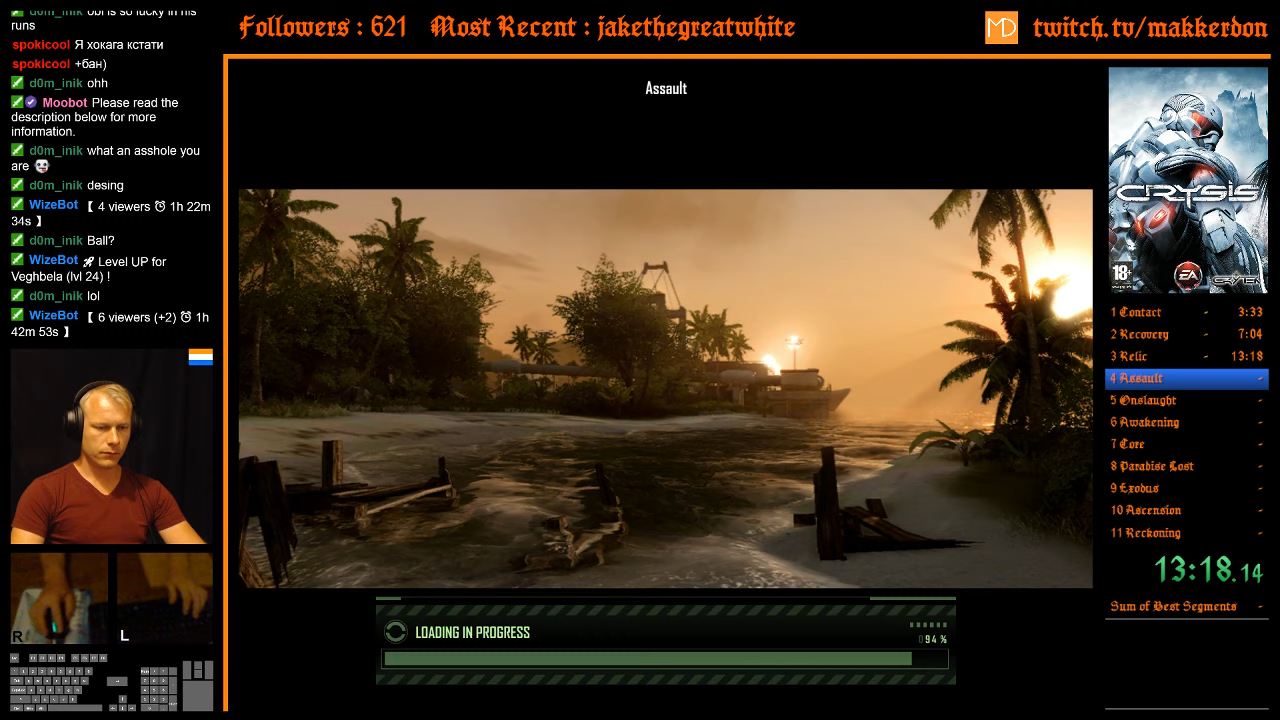 d0m_inik obi is so lucky in his
runs
spokicool Я хокага кстати
spokicool +бан)
d0m_inik ohh
Moobot Please read the
description below for more
information.
d0m_inik what an asshole you
are
d0m_inik desing
WizeBot 【 4 viewers ⏰ 1h 22m
34s 】
d0m_inik Ball?
WizeBot 🚀 Level UP for
Veghbela (lvl 24) !
d0m_inik lol
WizeBot 【 6 viewers (+2) ⏰ 1h
42m 53s 】
R
L
Followers : 621 Most Recent : jakethegreatwhite
MD twitch.tv/makkerdon
Assault
LOADING IN PROGRESS
94 %
CRYSIS
18+
EA
CRYTEK
1 Contact - 3:33
2 Recovery - 7:04
3 Relic - 13:18
4 Assault -
5 Onslaught -
6 Awakening -
7 Core -
8 Paradise Lost -
9 Exodus -
10 Ascension -
11 Reckoning -
13:18.14
Sum of Best Segments -